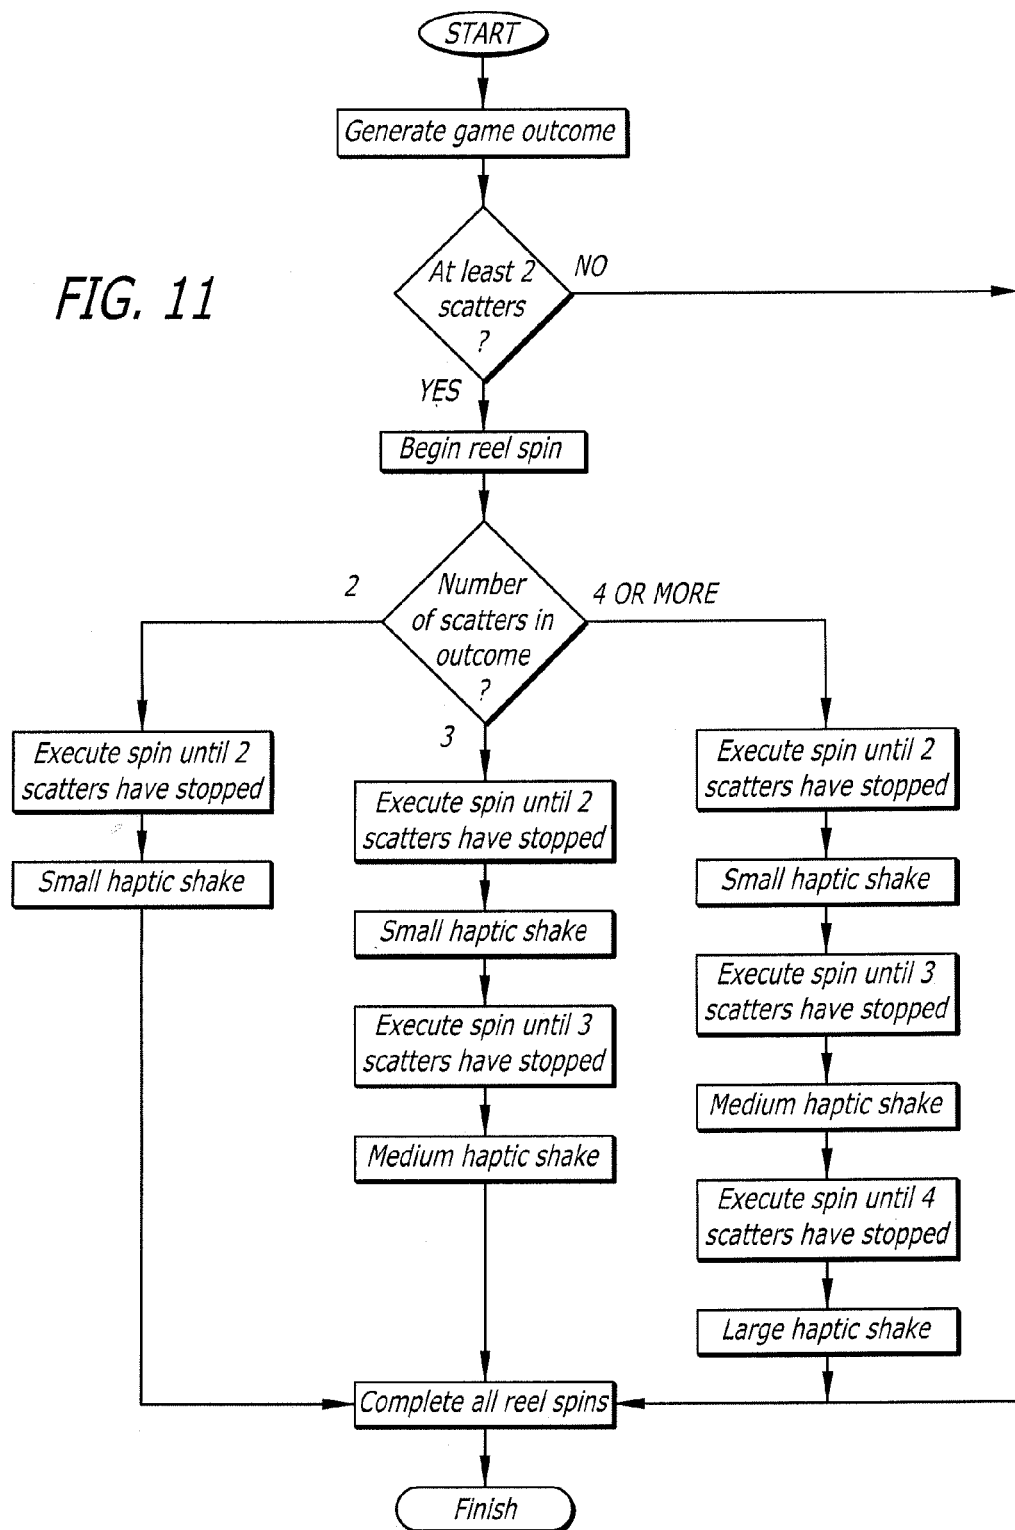 START
Generate game outcome
FIG. 11
At least 2
scatters
?
NO
YES
Begin reel spin
2
Number
of scatters in
outcome
?
4 OR MORE
3
Execute spin until 2
scatters have stopped
Small haptic shake
Execute spin until 2
scatters have stopped
Small haptic shake
Execute spin until 3
scatters have stopped
Medium haptic shake
Execute spin until 2
scatters have stopped
Small haptic shake
Execute spin until 3
scatters have stopped
Medium haptic shake
Execute spin until 4
scatters have stopped
Large haptic shake
Complete all reel spins
Finish